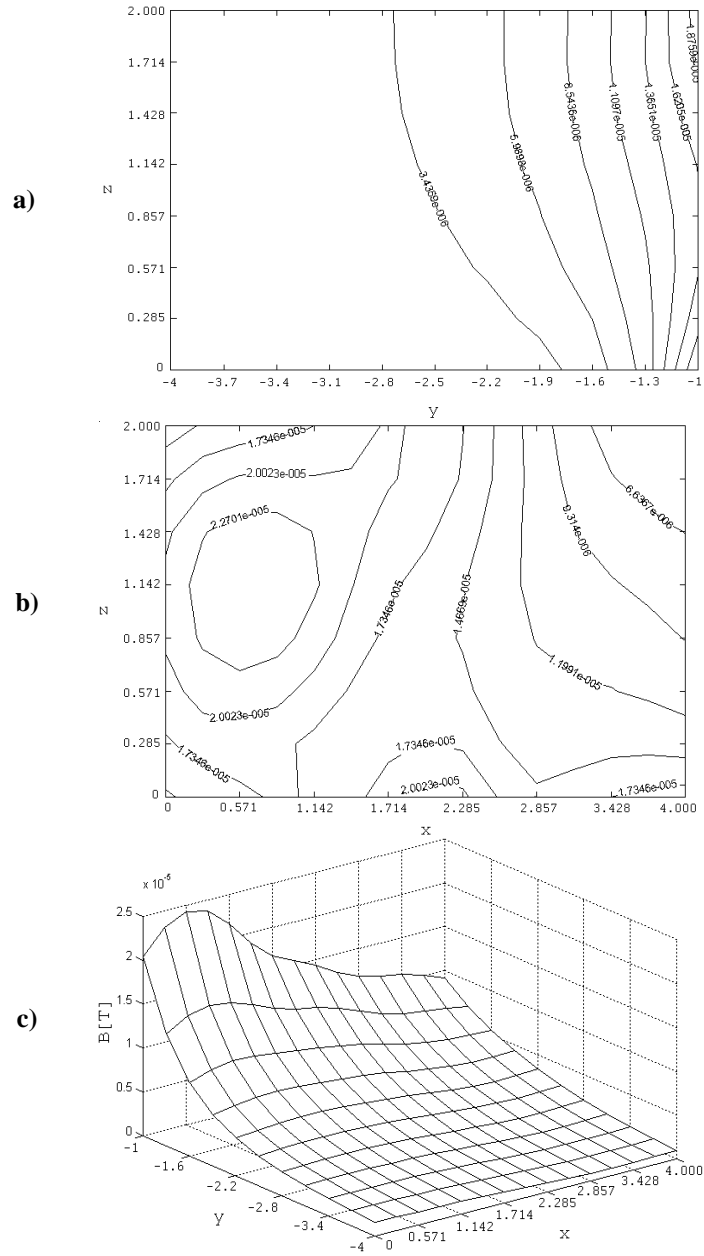 a)
2.000
1.714
1.428
1.142
0.857
0.571
0.285
0
z
3.4359e-006
5.9898e-006
8.5436e-006
1.1097e-005
1.3651e-005
1.6205e-005
1.8759e-005
-4
-3.7
-3.4
-3.1
-2.8
-2.5
-2.2
-1.9
-1.6
-1.3
-1
y
b)
2.000
1.714
1.428
1.142
0.857
0.571
0.285
0
z
1.7346e-005
2.0023e-005
2.2701e-005
6.6367e-006
9.314e-006
1.7346e-005
1.4669e-005
1.1991e-005
2.0023e-005
1.7346e-005
1.7346e-005
2.0023e-005
1.7346e-005
0
0.571
1.142
1.714
2.285
2.857
3.428
4.000
x
c)
x 10-5
2.5
2
1.5
1
0.5
0
B[T]
-1
-1.6
-2.2
-2.8
-3.4
-4
y
0
0.571
1.142
1.714
2.285
2.857
3.428
4.000
x